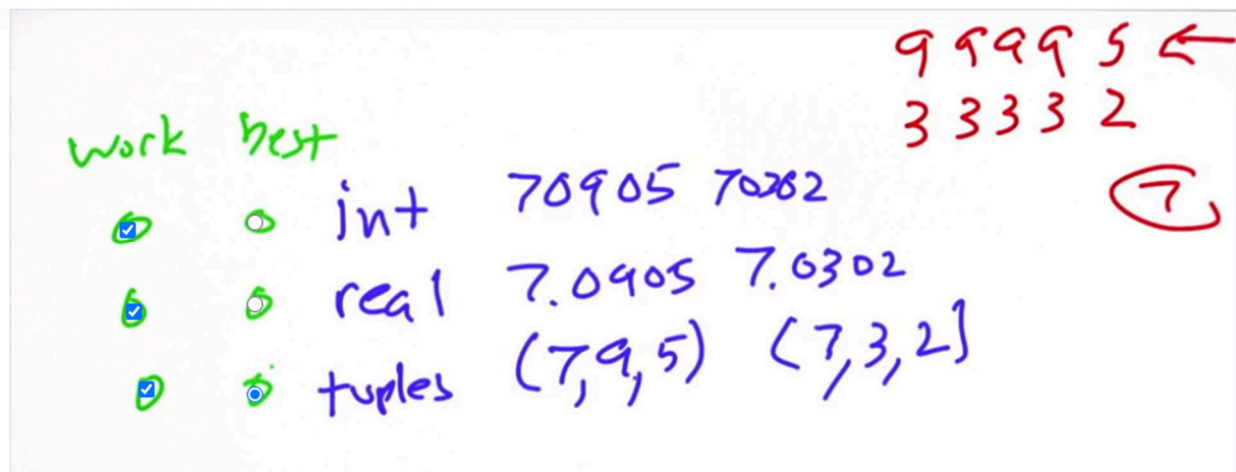 9 9 9 9 5 ←
3 3 3 3 2
work best
7
int 70905 70302
real 7.0905 7.0302
tuples (7,9,5) (7,3,2)